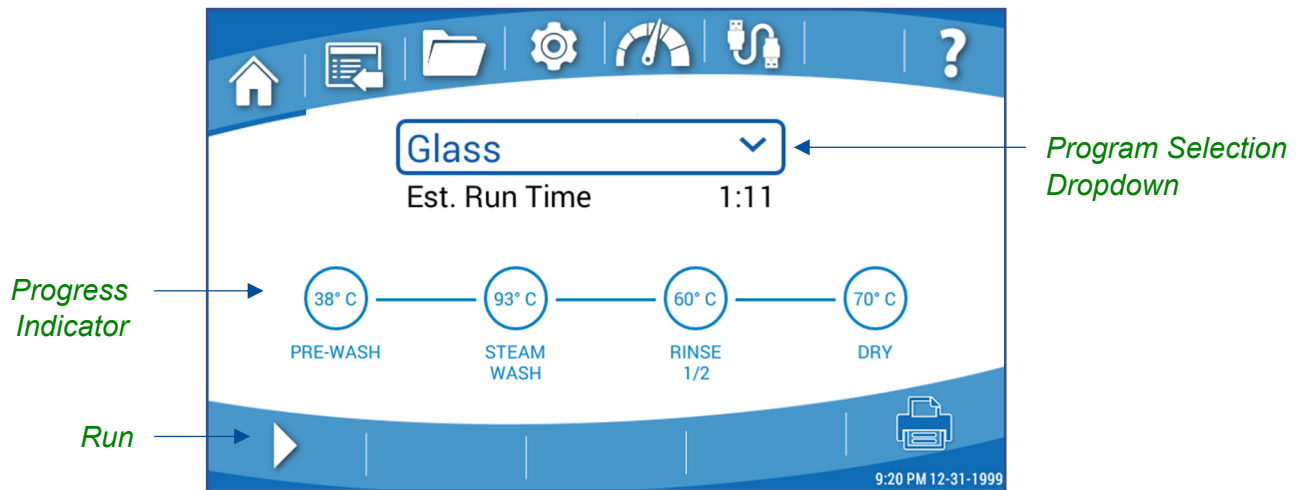 ?
Glass
Est. Run Time 1:11
Program Selection
Dropdown
Progress
Indicator
38° C
93° C
60° C
70° C
PRE-WASH
STEAM
WASH
RINSE
1/2
DRY
Run
9:20 PM 12-31-1999